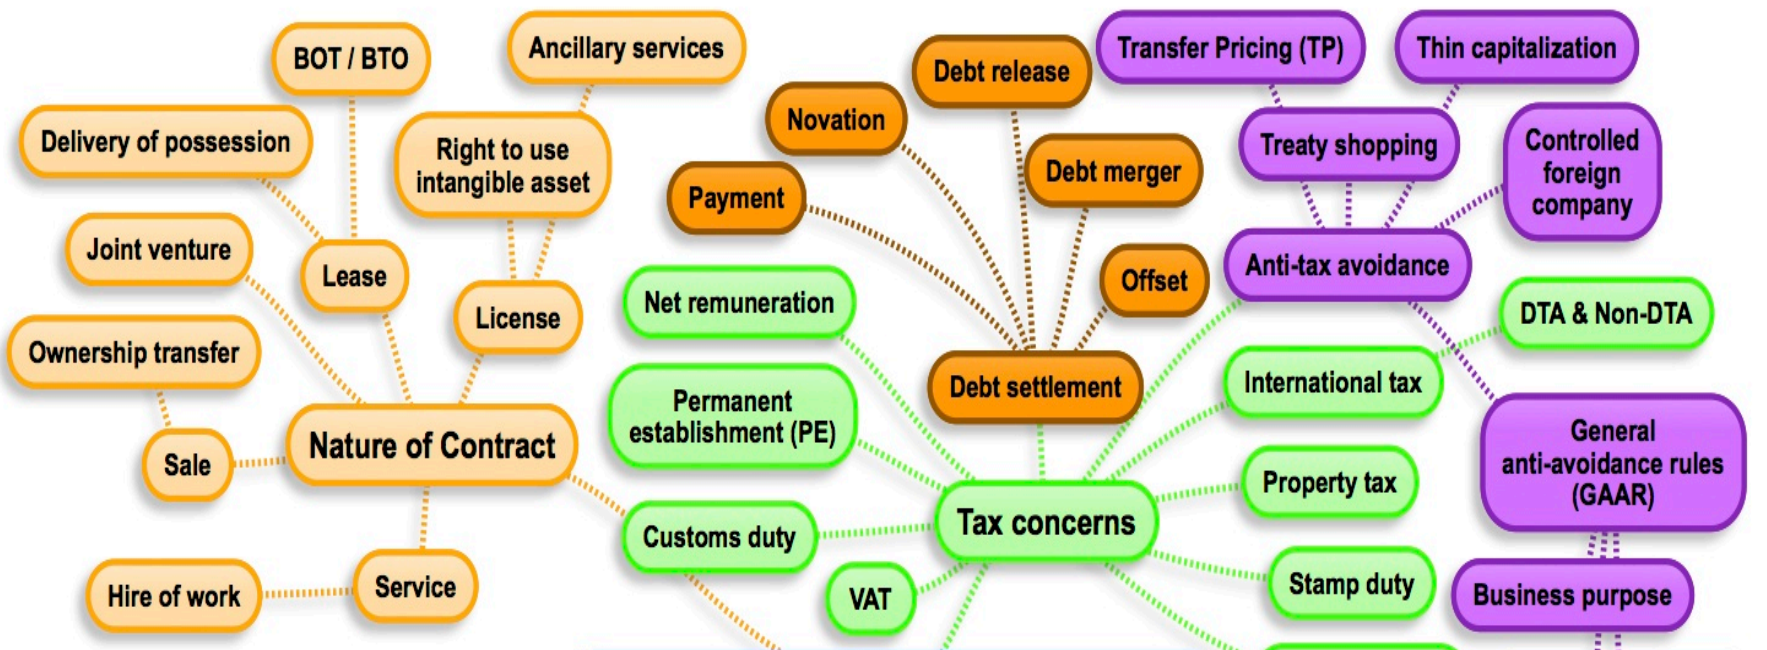 BOT / BTO
Ancillary services
Delivery of possession
Right to use
intangible asset
Joint venture
Lease
License
Ownership transfer
Nature of Contract
Sale
Hire of work
Service
Debt release
Novation
Debt merger
Payment
Offset
Debt settlement
Net remuneration
Permanent
establishment (PE)
Customs duty
VAT
Tax concerns
Transfer Pricing (TP)
Thin capitalization
Treaty shopping
Controlled
foreign
company
Anti-tax avoidance
DTA & Non-DTA
International tax
Property tax
Stamp duty
General
anti-avoidance rules
(GAAR)
Business purpose